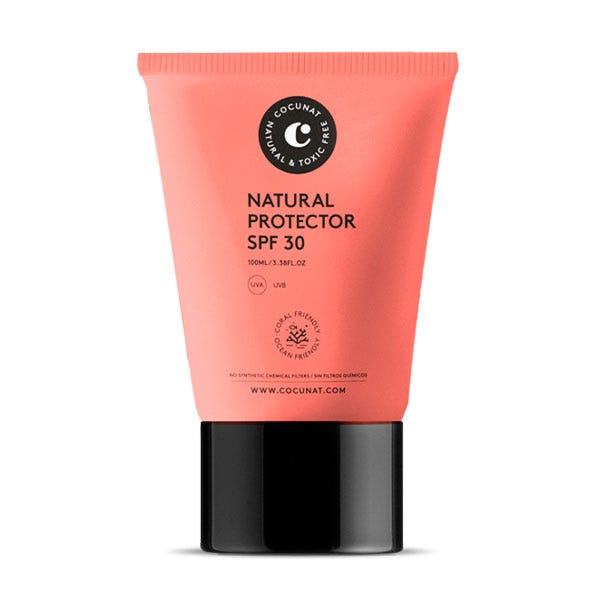 COCUNAT
NATURAL & TOXIC FREE
C
NATURAL
PROTECTOR
SPF 30
100ML/3.38FL.OZ
UVA UVB
CORAL FRIENDLY
OCEAN FRIENDLY
NO SYNTHETIC CHEMICAL FILTERS / SIN FILTROS QUÍMICOS
WWW.COCUNAT.COM